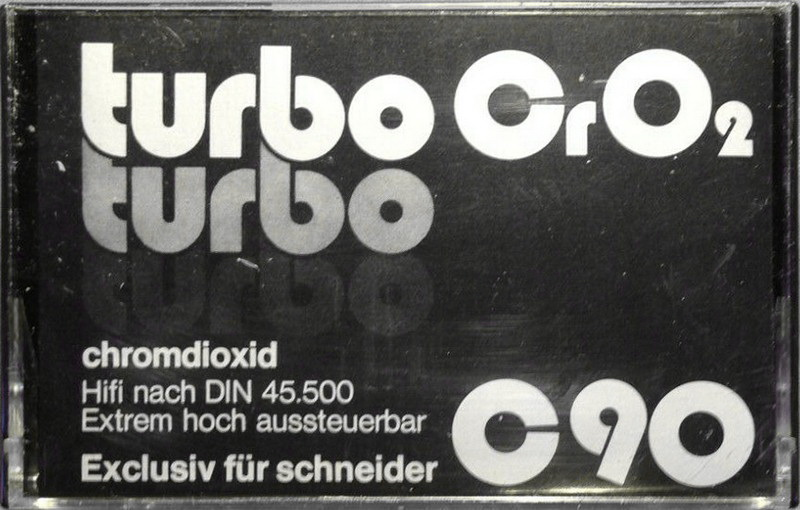 turbo CrO2
turbo
turbo
chromdioxid
Hifi nach DIN 45.500
Extrem hoch aussteuerbar
Exclusiv für schneider
C90